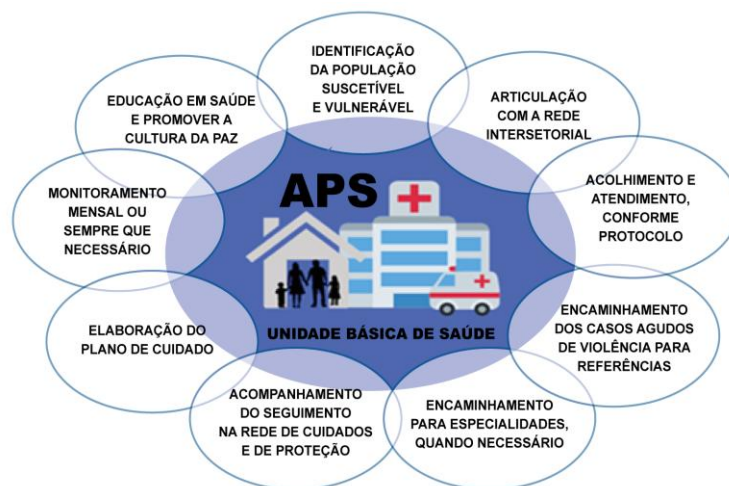 IDENTIFICAÇÃO
DA POPULAÇÃO
SUSCETÍVEL
E VULNERÁVEL
ARTICULAÇÃO
COM A REDE
INTERSETORIAL
ACOLHIMENTO E
ATENDIMENTO,
CONFORME
PROTOCOLO
ENCAMINHAMENTO
DOS CASOS AGUDOS
DE VIOLÊNCIA PARA
REFERÊNCIAS
ENCAMINHAMENTO
PARA ESPECIALIDADES,
QUANDO NECESSÁRIO
ACOMPANHAMENTO
DO SEGUIMENTO
NA REDE DE CUIDADOS
E DE PROTEÇÃO
ELABORAÇÃO DO
PLANO DE CUIDADO
MONITORAMENTO
MENSAL OU
SEMPRE QUE
NECESSÁRIO
EDUCAÇÃO EM SAÚDE
E PROMOVER A
CULTURA DA PAZ
APS
UNIDADE BÁSICA DE SAÚDE